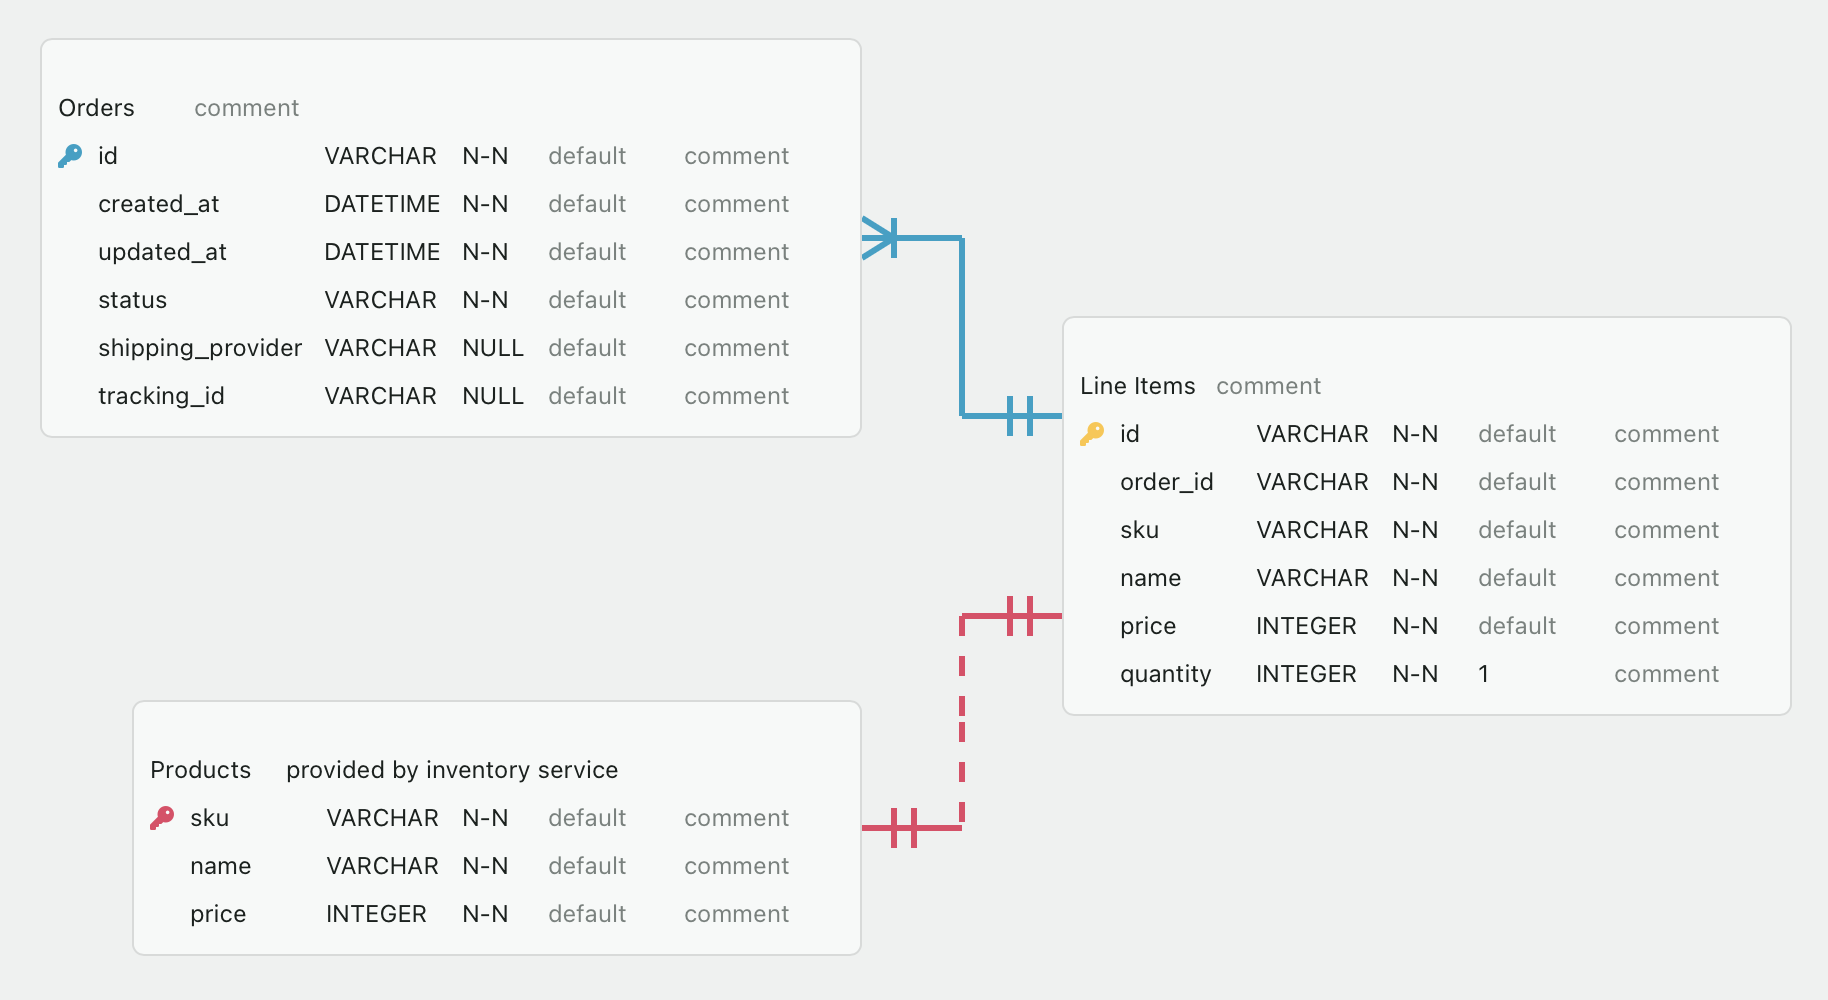 Orders comment
id VARCHAR N-N default comment
created_at DATETIME N-N default comment
updated_at DATETIME N-N default comment
status VARCHAR N-N default comment
shipping_provider VARCHAR NULL default comment
tracking_id VARCHAR NULL default comment
Line Items comment
id VARCHAR N-N default comment
order_id VARCHAR N-N default comment
sku VARCHAR N-N default comment
name VARCHAR N-N default comment
price INTEGER N-N default comment
quantity INTEGER N-N 1 comment
Products provided by inventory service
sku VARCHAR N-N default comment
name VARCHAR N-N default comment
price INTEGER N-N default comment